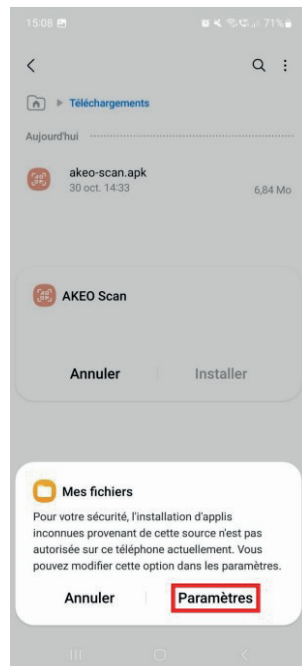 15:08 71%
Téléchargements
Aujourd'hui
akeo-scan.apk
30 oct. 14:33 6,84 Mo
AKEO Scan
Annuler Installer
Mes fichiers
Pour votre sécurité, l'installation d'applis
inconnues provenant de cette source n'est pas
autorisée sur ce téléphone actuellement. Vous
pouvez modifier cette option dans les paramètres.
Annuler Paramètres